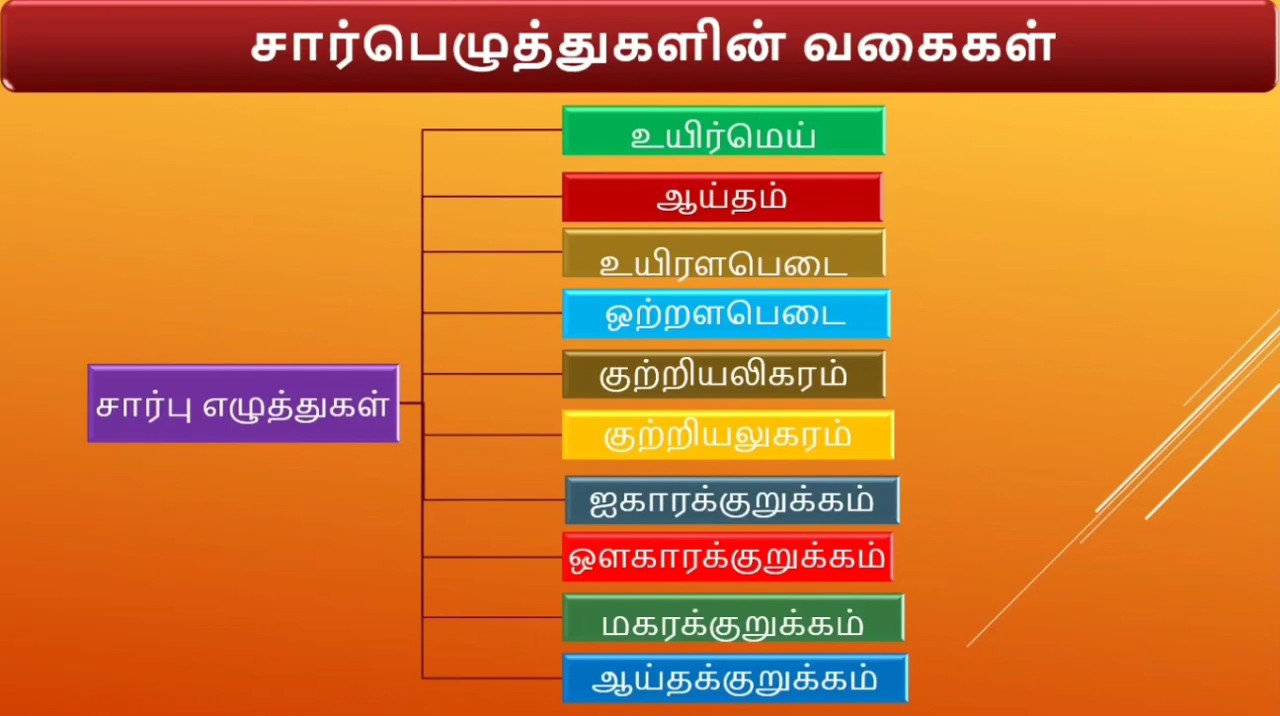 சார்பெழுத்துகளின் வகைகள்
சார்பு எழுத்துகள்
உயிர்மெய்
ஆய்தம்
உயிரளபெடை
ஒற்றளபெடை
குற்றியலிகரம்
குற்றியலுகரம்
ஐகாரக்குறுக்கம்
ஔகாரக்குறுக்கம்
மகரக்குறுக்கம்
ஆய்தக்குறுக்கம்